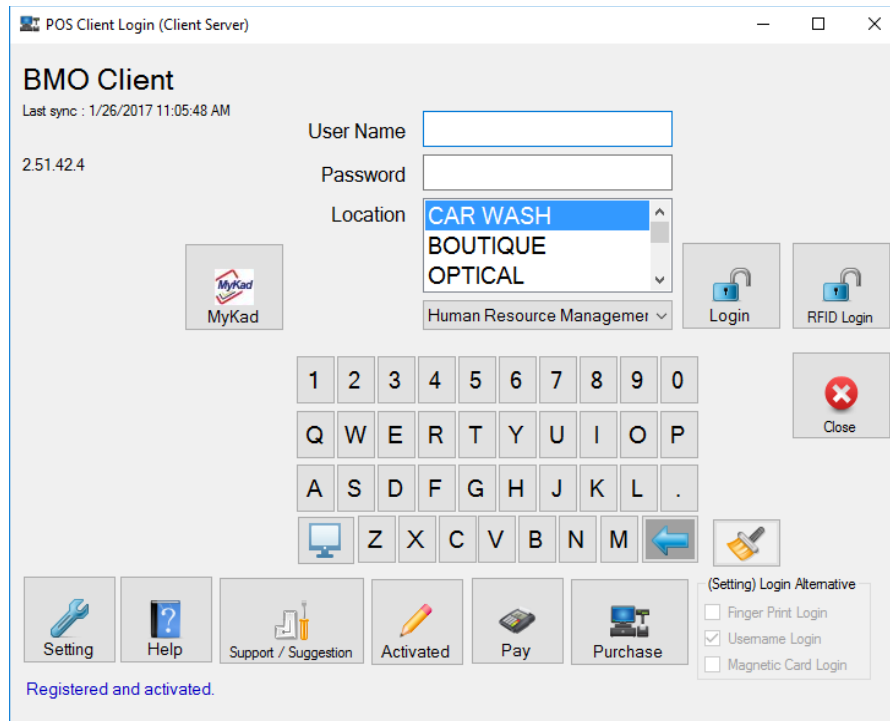 POS Client Login (Client Server)
BMO Client
Last sync : 1/26/2017 11:05:48 AM
2.51.42.4
User Name
Password
Location
CAR WASH
BOUTIQUE
OPTICAL
Human Resource Managemer
MyKad
MyKad
Login
RFID Login
Close
1 2 3 4 5 6 7 8 9 0
Q W E R T Y U I O P
A S D F G H J K L .
Z X C V B N M
Setting
Help
Support / Suggestion
Activated
Pay
Purchase
(Setting) Login Alternative
Finger Print Login
Username Login
Magnetic Card Login
Registered and activated.